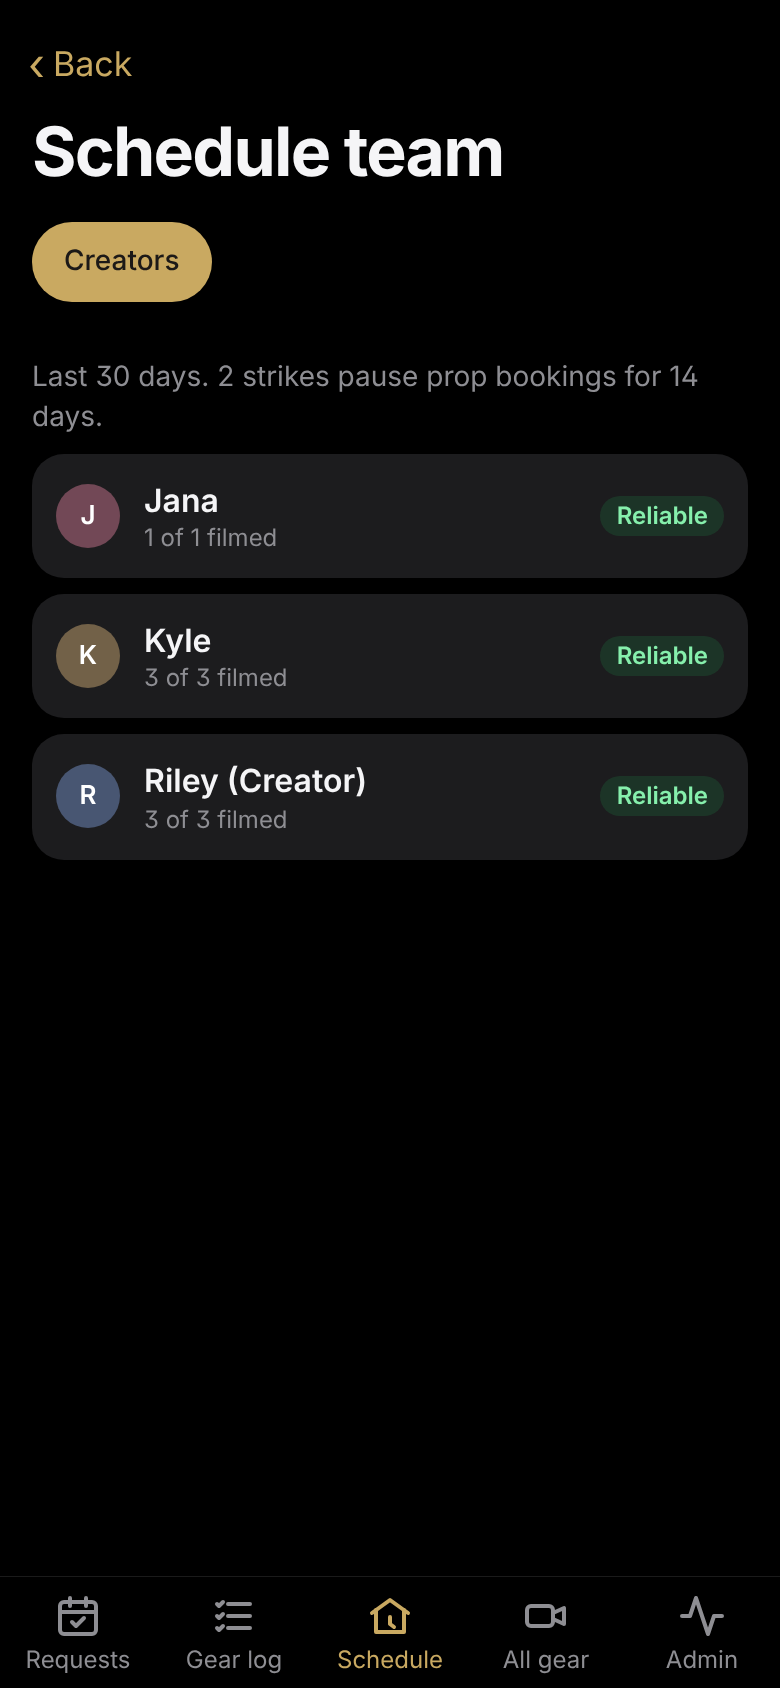 ‹ Back
Schedule team
Creators
Last 30 days. 2 strikes pause prop bookings for 14
days.
J
Jana
1 of 1 filmed
Reliable
K
Kyle
3 of 3 filmed
Reliable
R
Riley (Creator)
3 of 3 filmed
Reliable
Requests
Gear log
Schedule
All gear
Admin